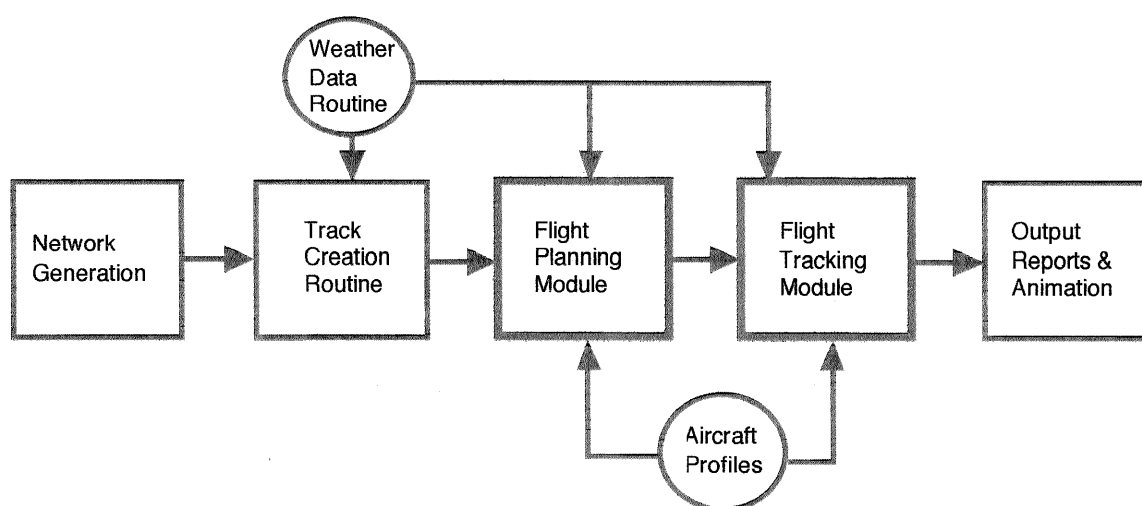 Weather
Data
Routine
Network
Generation
Track
Creation
Routine
Flight
Planning
Module
Flight
Tracking
Module
Output
Reports &
Animation
Aircraft
Profiles